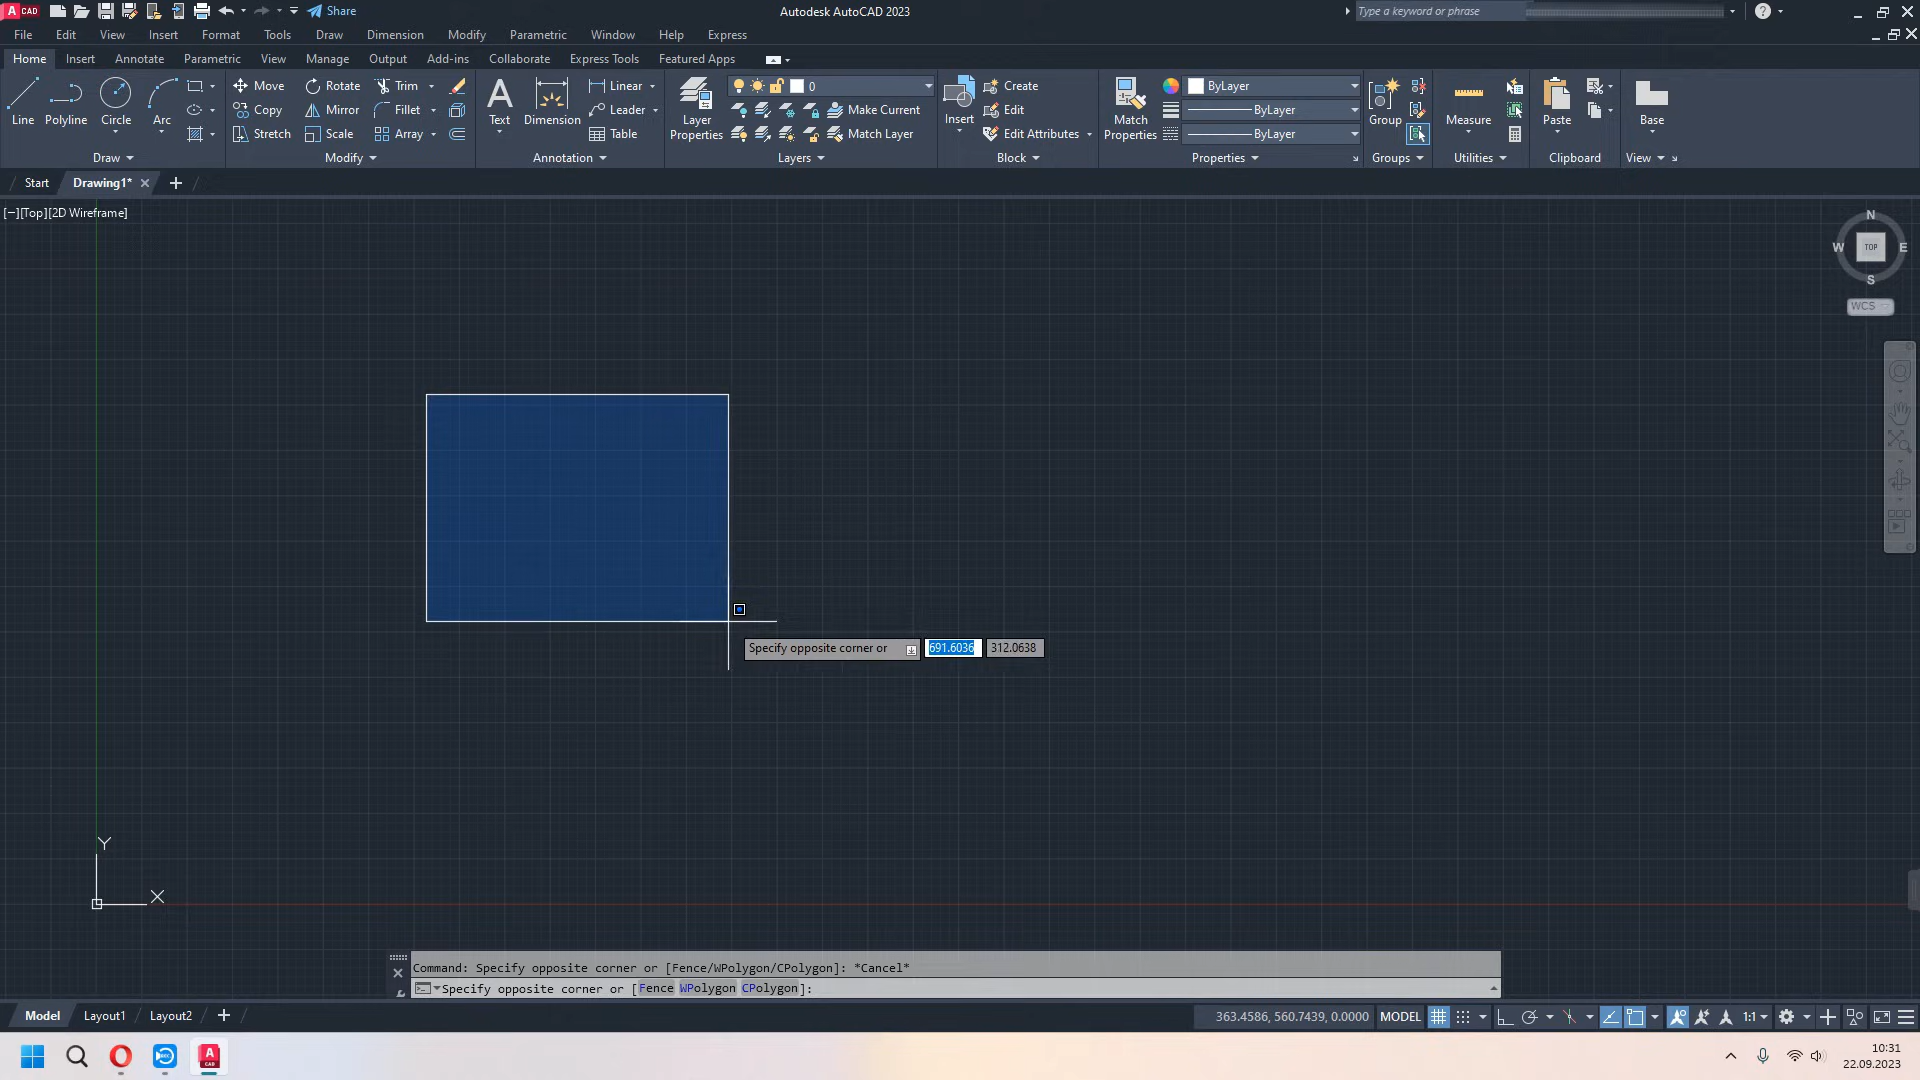 A CAD Share Autodesk AutoCAD 2023 Type a keyword or phrase
File Edit View Insert Format Tools Draw Dimension Modify Parametric Window Help Express
Home Insert Annotate Parametric View Manage Output Add-ins Collaborate Express Tools Featured Apps
Move Rotate Trim Linear 0 Create ByLayer
Copy Mirror Fillet Leader Make Current Edit ByLayer
Line Polyline Circle Arc Text Dimension Layer Properties Insert Match Properties Group Measure Paste Base
Stretch Scale Array Table Match Layer Edit Attributes ByLayer
Draw Modify Annotation Layers Block Properties Groups Utilities Clipboard View
Start Drawing1*
[−][Top][2D Wireframe]
N
W TOP E
S
WCS
Specify opposite corner or 691.6036 312.0638
Y
X
Command: Specify opposite corner or [Fence/WPolygon/CPolygon]: *Cancel*
Specify opposite corner or [Fence WPolygon CPolygon]:
Model Layout1 Layout2 363.4586, 560.7439, 0.0000 MODEL 1:1
A CAD 10:31
22.09.2023